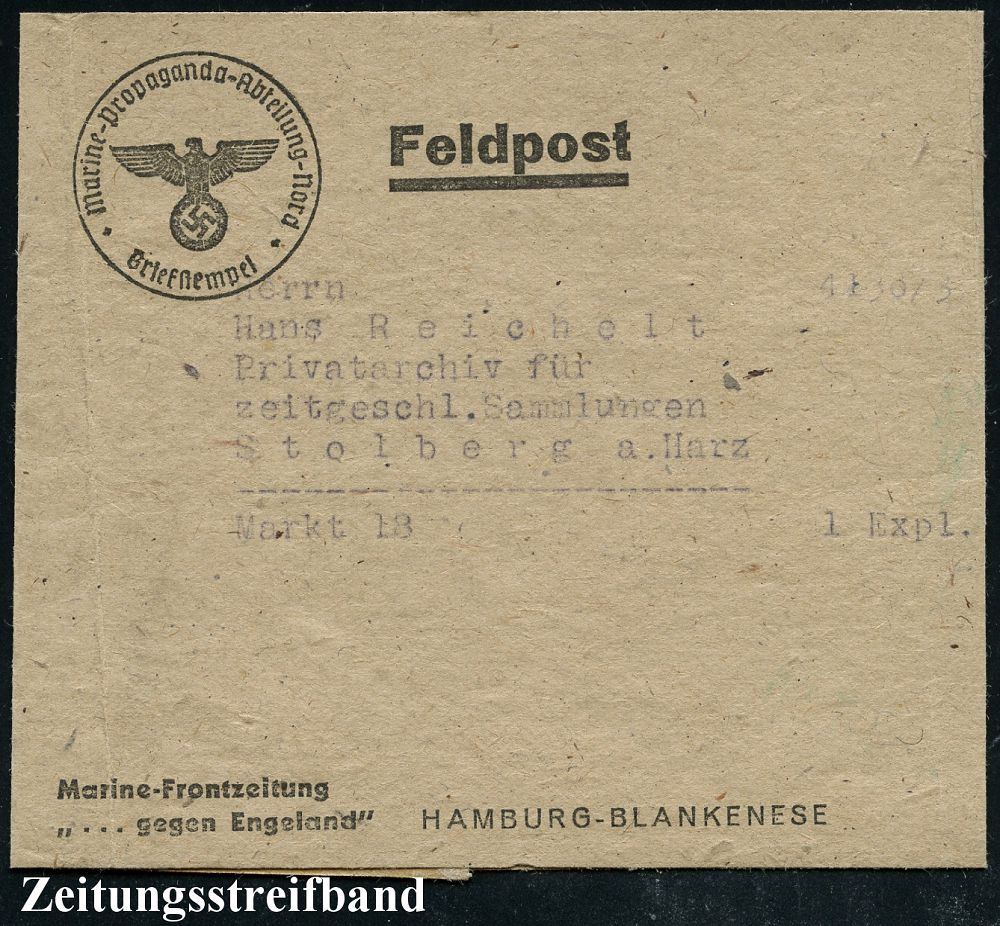 Marine-Propaganda-Abteilung-Nord
Briefstempel
Feldpost
Herrn
Hans Reichelt
Privatarchiv für
zeitgeschl.Sammlungen
Stolberg a.Harz
Markt 18 1 Expl.
Marine-Frontzeitung
„... gegen Engeland" HAMBURG-BLANKENESE
Zeitungsstreifband